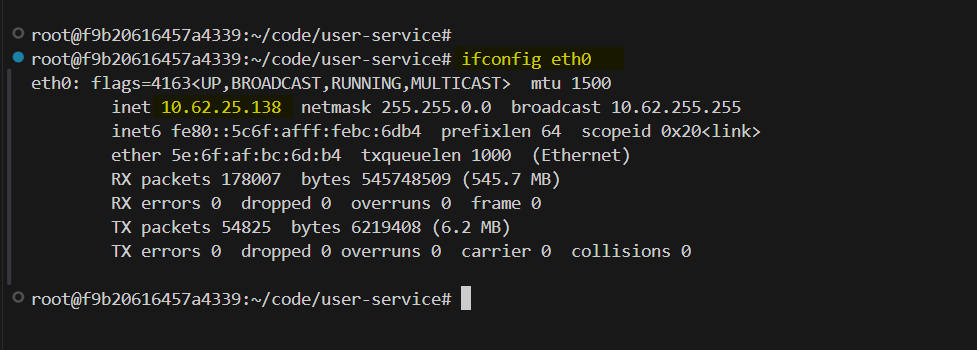 root@f9b20616457a4339:~/code/user-service#
root@f9b20616457a4339:~/code/user-service# ifconfig eth0
eth0: flags=4163<UP,BROADCAST,RUNNING,MULTICAST>  mtu 1500
        inet 10.62.25.138  netmask 255.255.0.0  broadcast 10.62.255.255
        inet6 fe80::5c6f:afff:febc:6db4  prefixlen 64  scopeid 0x20<link>
        ether 5e:6f:af:bc:6d:b4  txqueuelen 1000  (Ethernet)
        RX packets 178007  bytes 545748509 (545.7 MB)
        RX errors 0  dropped 0  overruns 0  frame 0
        TX packets 54825  bytes 6219408 (6.2 MB)
        TX errors 0  dropped 0 overruns 0  carrier 0  collisions 0
root@f9b20616457a4339:~/code/user-service#